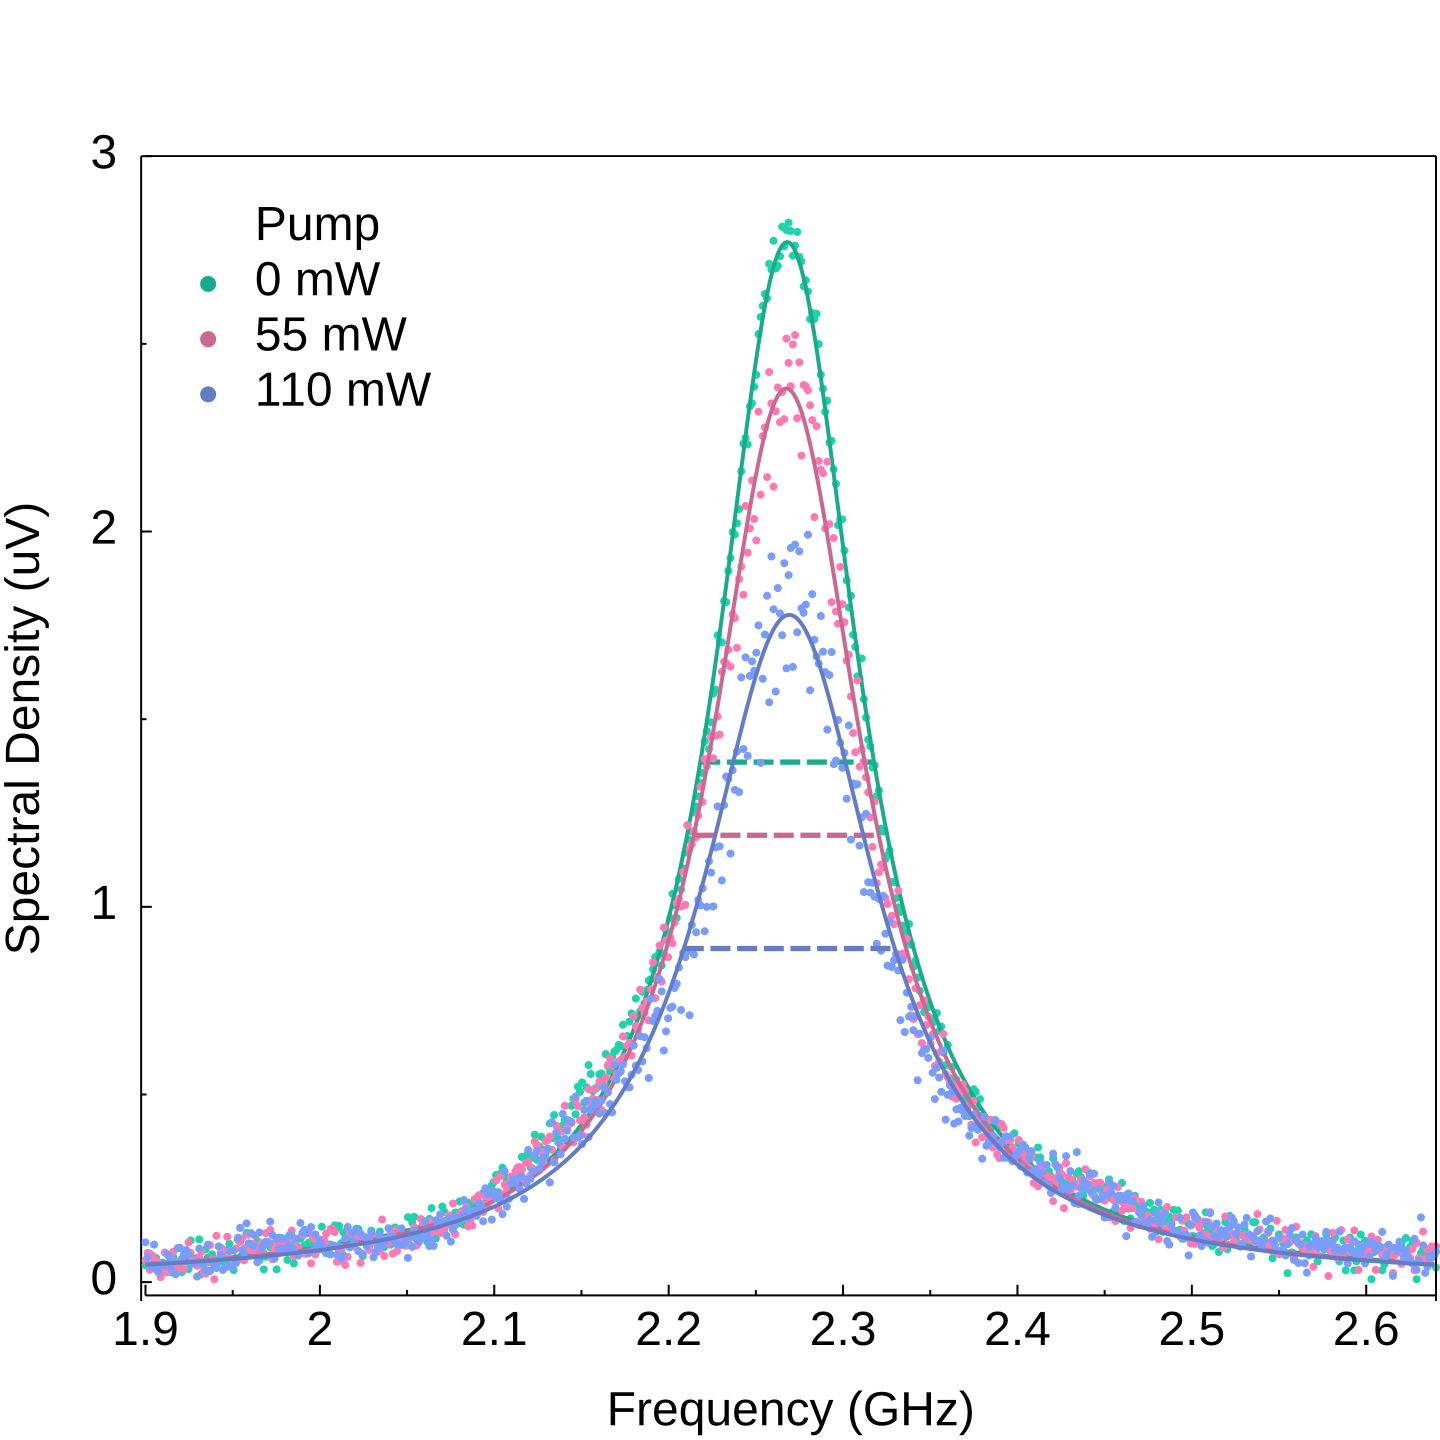 3
2
1
0
Spectral Density (uV)
Pump
0 mW
55 mW
110 mW
1.9 2 2.1 2.2 2.3 2.4 2.5 2.6
Frequency (GHz)